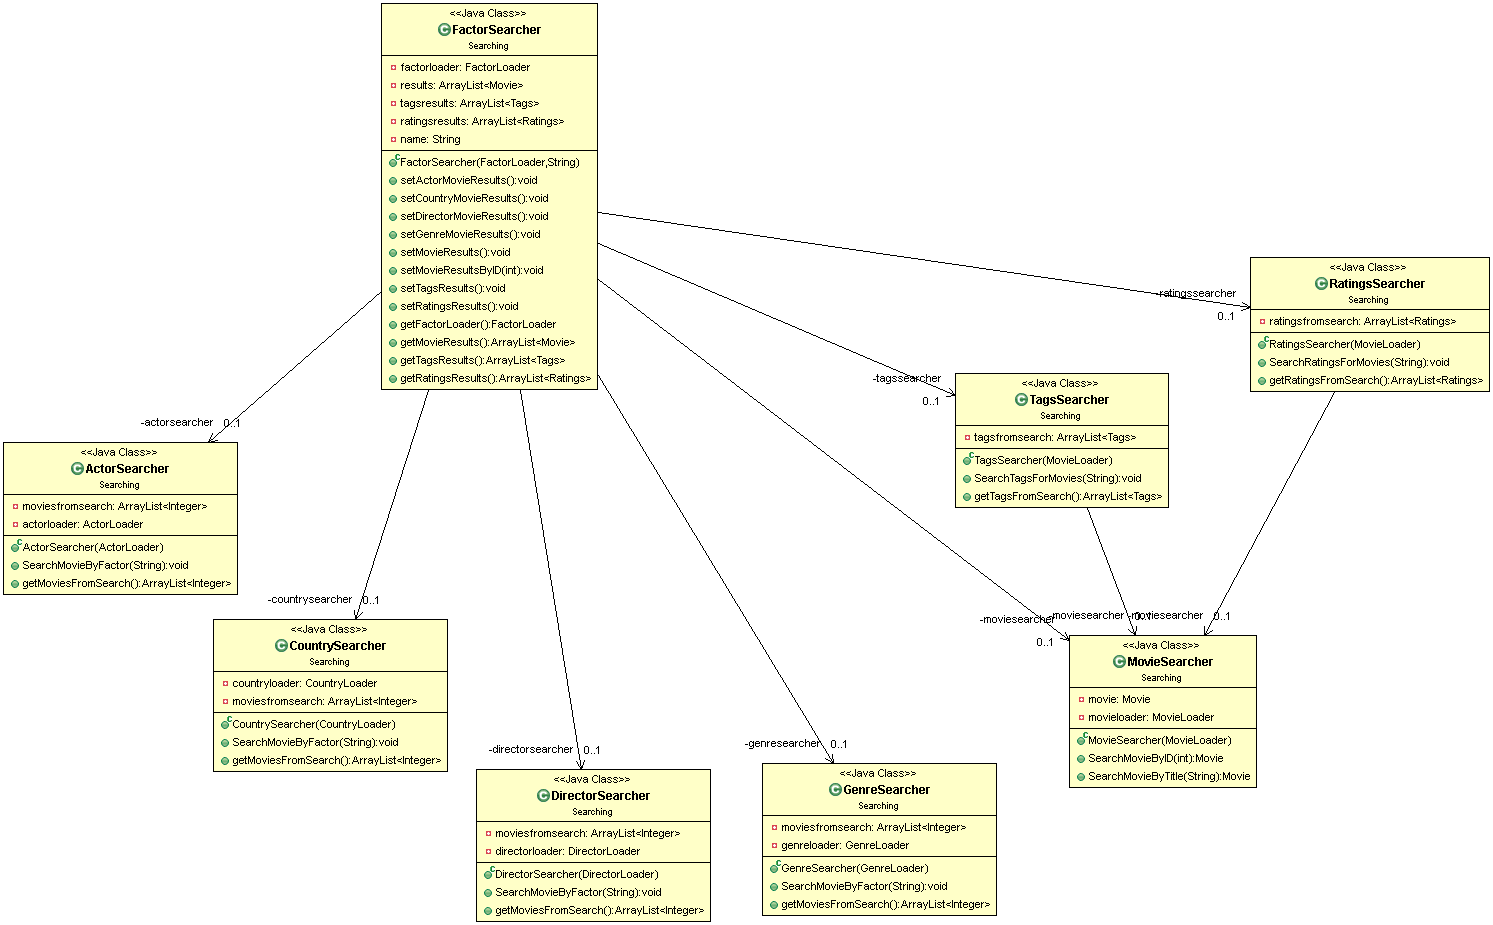 <<Java Class>>
FactorSearcher
Searching
factorloader: FactorLoader
results: ArrayList<Movie>
tagsresults: ArrayList<Tags>
ratingsresults: ArrayList<Ratings>
name: String
FactorSearcher(FactorLoader,String)
setActorMovieResults():void
setCountryMovieResults():void
setDirectorMovieResults():void
setGenreMovieResults():void
setMovieResults():void
setMovieResultsByID(int):void
setTagsResults():void
setRatingsResults():void
getFactorLoader():FactorLoader
getMovieResults():ArrayList<Movie>
getTagsResults():ArrayList<Tags>
getRatingsResults():ArrayList<Ratings>
-ratingssearcher
0..1
<<Java Class>>
RatingsSearcher
Searching
ratingsfromsearch: ArrayList<Ratings>
RatingsSearcher(MovieLoader)
SearchRatingsForMovies(String):void
getRatingsFromSearch():ArrayList<Ratings>
-tagssearcher
0..1
<<Java Class>>
TagsSearcher
Searching
tagsfromsearch: ArrayList<Tags>
TagsSearcher(MovieLoader)
SearchTagsForMovies(String):void
getTagsFromSearch():ArrayList<Tags>
-actorsearcher 0..1
<<Java Class>>
ActorSearcher
Searching
moviesfromsearch: ArrayList<Integer>
actorloader: ActorLoader
ActorSearcher(ActorLoader)
SearchMovieByFactor(String):void
getMoviesFromSearch():ArrayList<Integer>
-countrysearcher 0..1
<<Java Class>>
CountrySearcher
Searching
countryloader: CountryLoader
moviesfromsearch: ArrayList<Integer>
CountrySearcher(CountryLoader)
SearchMovieByFactor(String):void
getMoviesFromSearch():ArrayList<Integer>
-moviesearcher
0..1
-moviesearcher 0..1
-moviesearcher 0..1
<<Java Class>>
MovieSearcher
Searching
movie: Movie
movieloader: MovieLoader
MovieSearcher(MovieLoader)
SearchMovieByID(int):Movie
SearchMovieByTitle(String):Movie
-directorsearcher 0..1
<<Java Class>>
DirectorSearcher
Searching
moviesfromsearch: ArrayList<Integer>
directorloader: DirectorLoader
DirectorSearcher(DirectorLoader)
SearchMovieByFactor(String):void
getMoviesFromSearch():ArrayList<Integer>
-genresearcher 0..1
<<Java Class>>
GenreSearcher
Searching
moviesfromsearch: ArrayList<Integer>
genreloader: GenreLoader
GenreSearcher(GenreLoader)
SearchMovieByFactor(String):void
getMoviesFromSearch():ArrayList<Integer>